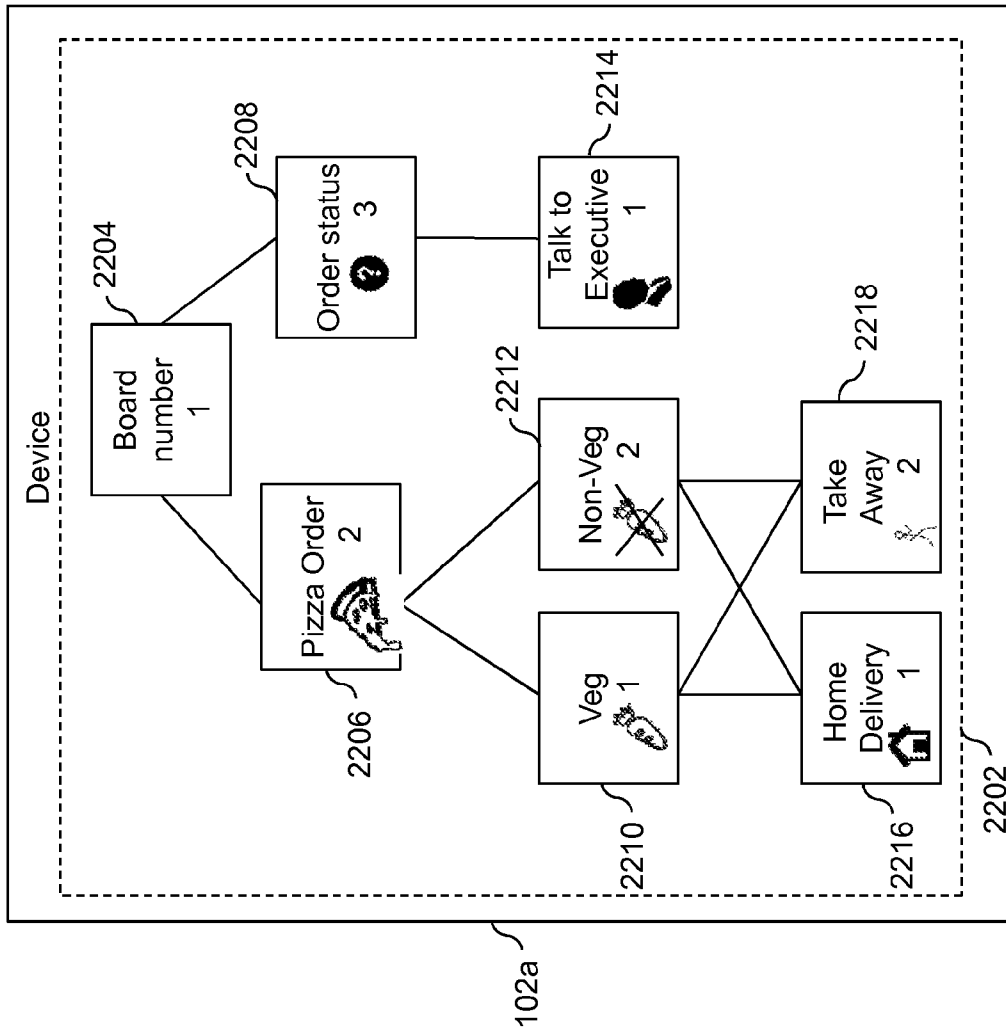 Device
2204
Board
number
1
2206
Pizza Order
2
2208
Order status
3
?
2210
Veg
1
2212
Non-Veg
2
2214
Talk to
Executive
1
2216
Home
Delivery
1
2218
Take
Away
2
2202
102a